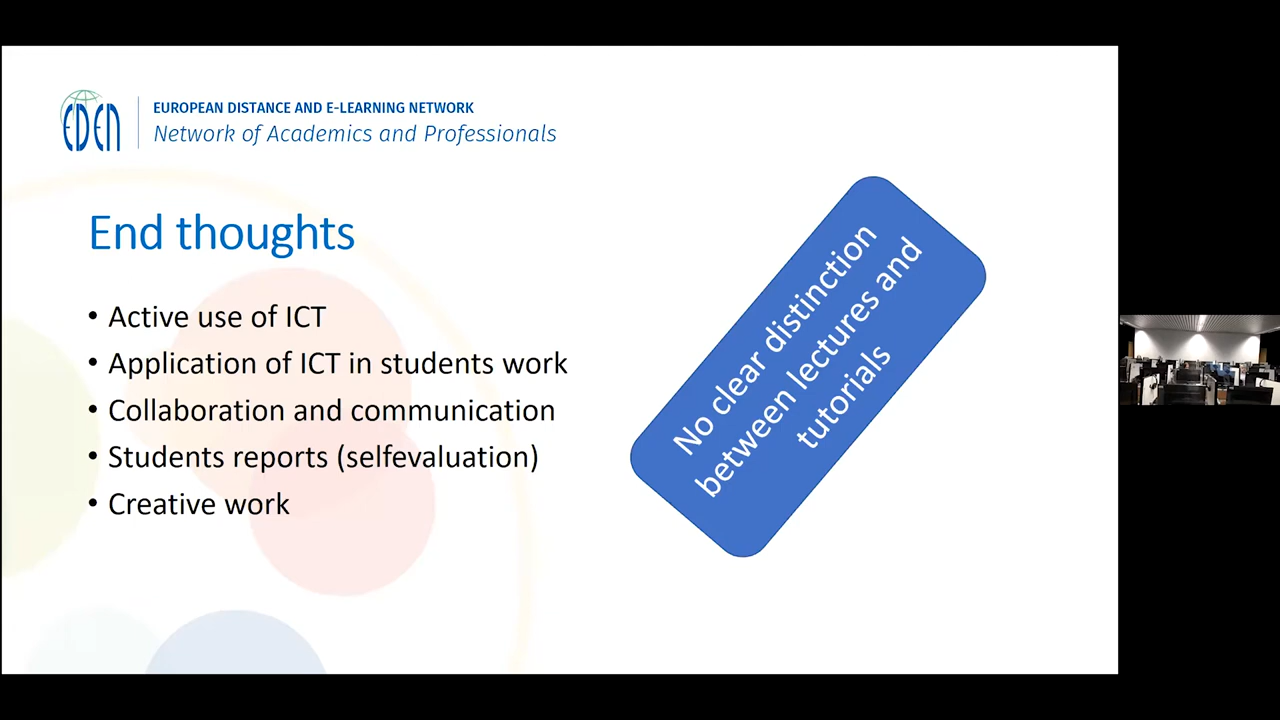 EDEN
EUROPEAN DISTANCE AND E-LEARNING NETWORK
Network of Academics and Professionals
End thoughts
• Active use of ICT
• Application of ICT in students work
• Collaboration and communication
• Students reports (selfevaluation)
• Creative work
No clear distinction
between lectures and
tutorials